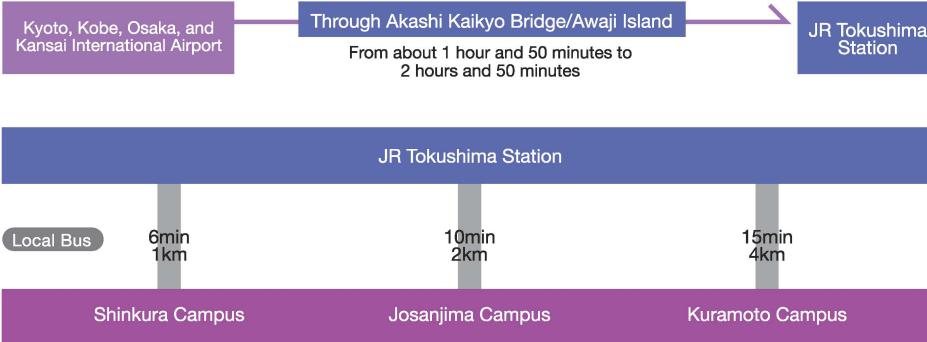 Kyoto, Kobe, Osaka, and
Kansai International Airport
Through Akashi Kaikyo Bridge/Awaji Island
From about 1 hour and 50 minutes to
2 hours and 50 minutes
JR Tokushima
Station
JR Tokushima Station
Local Bus
6min
1km
10min
2km
15min
4km
Shinkura Campus
Josanjima Campus
Kuramoto Campus